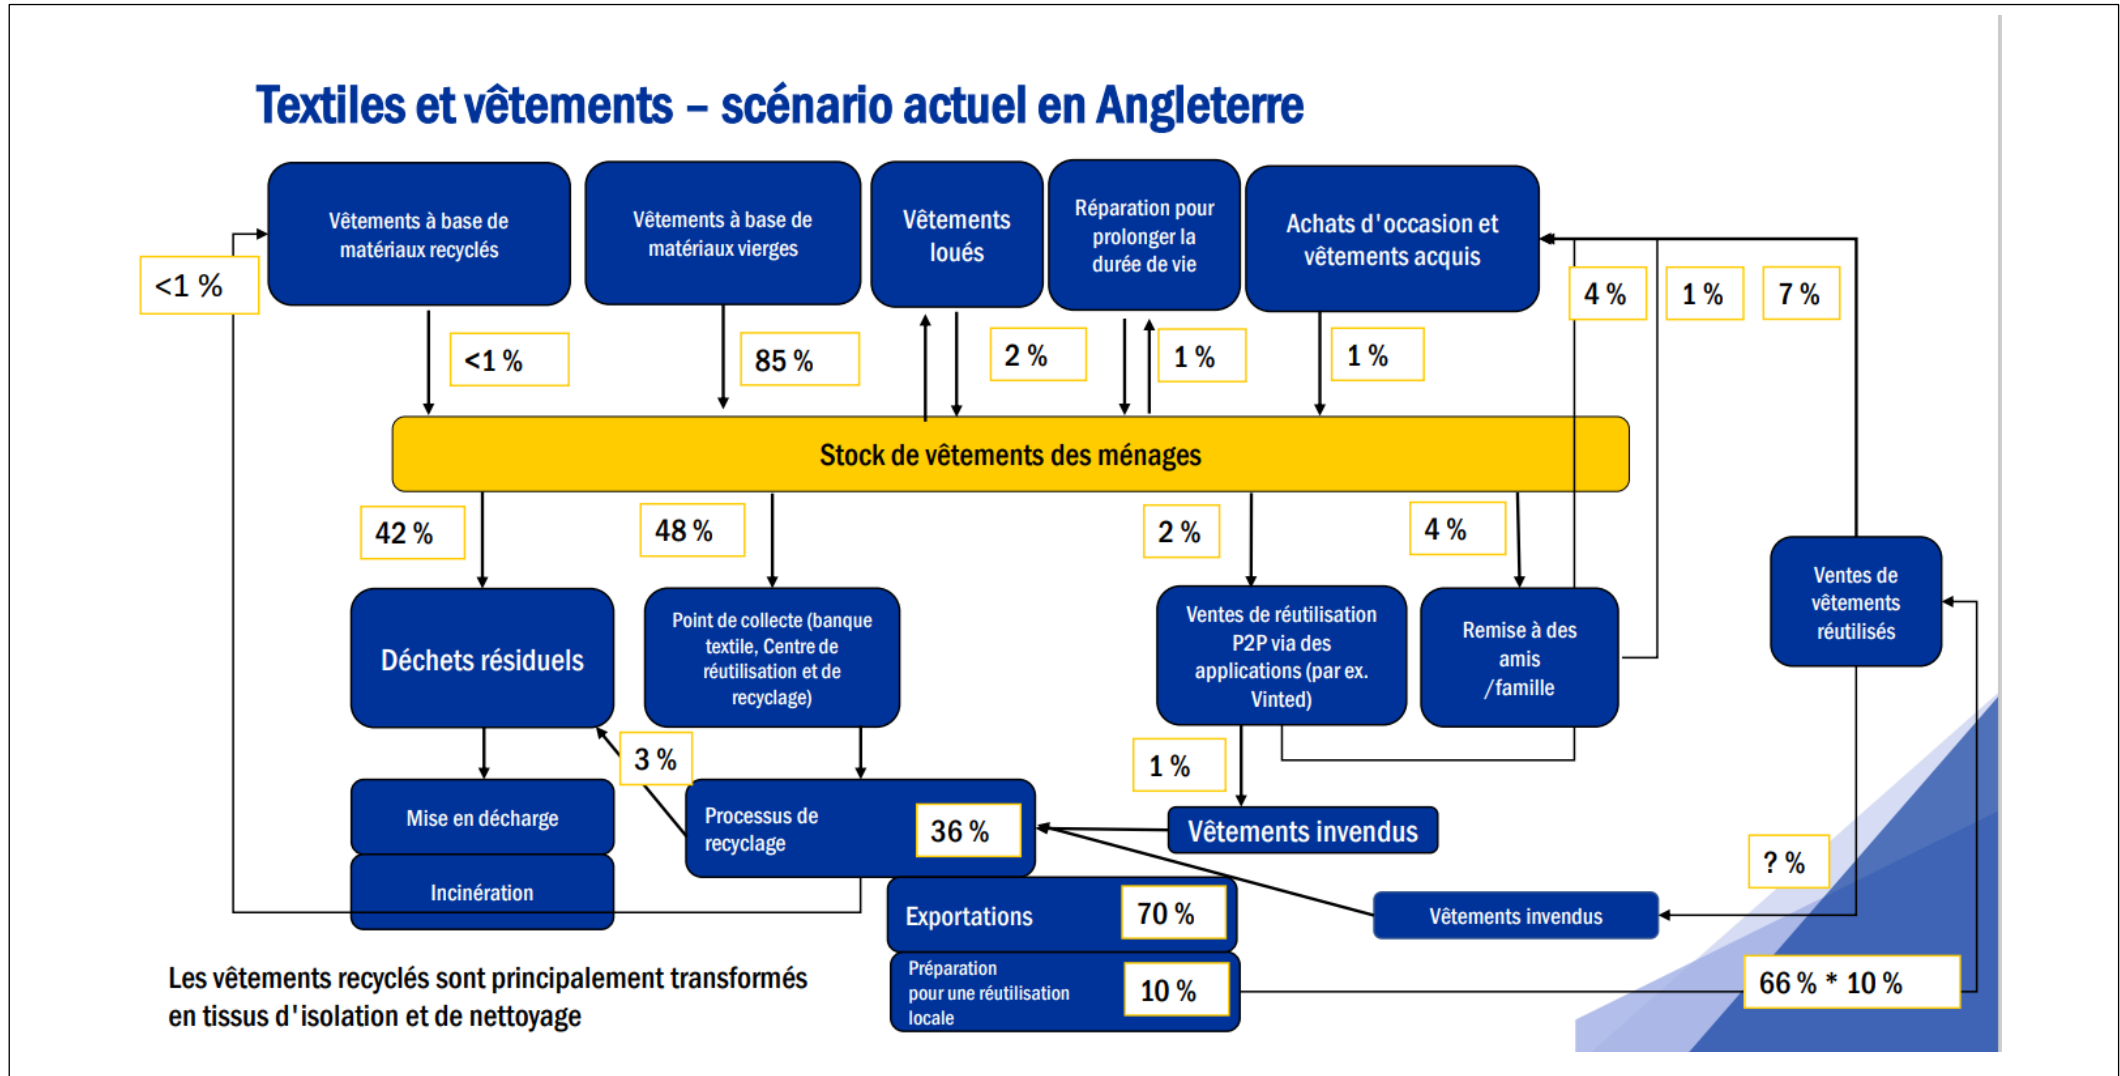 Textiles et vêtements – scénario actuel en Angleterre
Vêtements à base de
matériaux recyclés
Vêtements à base de
matériaux vierges
Vêtements
loués
Réparation pour
prolonger la
durée de vie
Achats d'occasion et
vêtements acquis
<1 %
4 %
1 %
7 %
<1 %
85 %
2 %
1 %
1 %
Stock de vêtements des ménages
42 %
48 %
2 %
4 %
Déchets résiduels
Point de collecte (banque
textile, Centre de
réutilisation et de
recyclage)
Ventes de réutilisation
P2P via des
applications (par ex.
Vinted)
Remise à des
amis
/famille
Ventes de
vêtements
réutilisés
3 %
1 %
Mise en décharge
Incinération
Processus de
recyclage
36 %
Vêtements invendus
? %
Exportations
70 %
Vêtements invendus
Préparation
pour une réutilisation
locale
10 %
66 % * 10 %
Les vêtements recyclés sont principalement transformés
en tissus d'isolation et de nettoyage